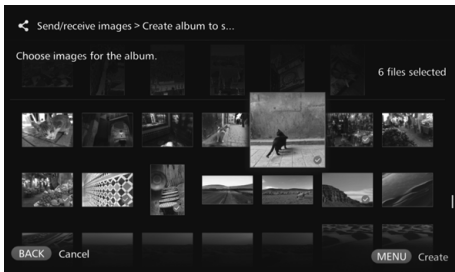 Send/receive images > Create album to s...
Choose images for the album.
6 files selected
BACK Cancel
MENU Create